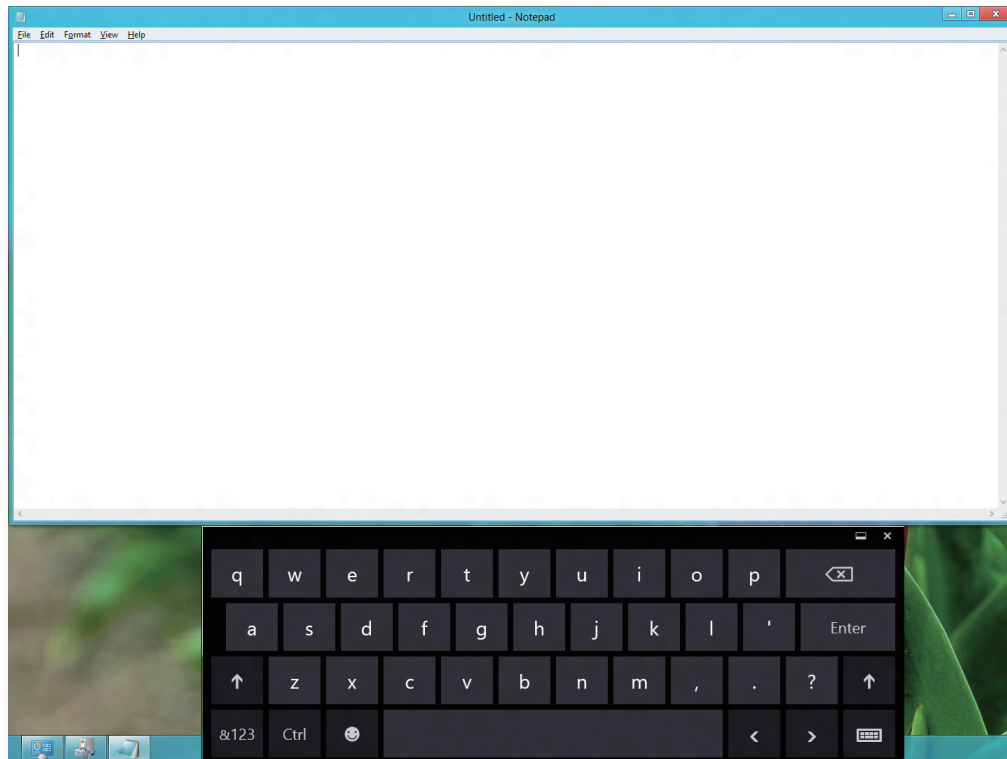 Untitled - Notepad
File Edit Format View Help
q w e r t y u i o p
a s d f g h j k l ' Enter
z x c v b n m , . ?
&123 Ctrl < >